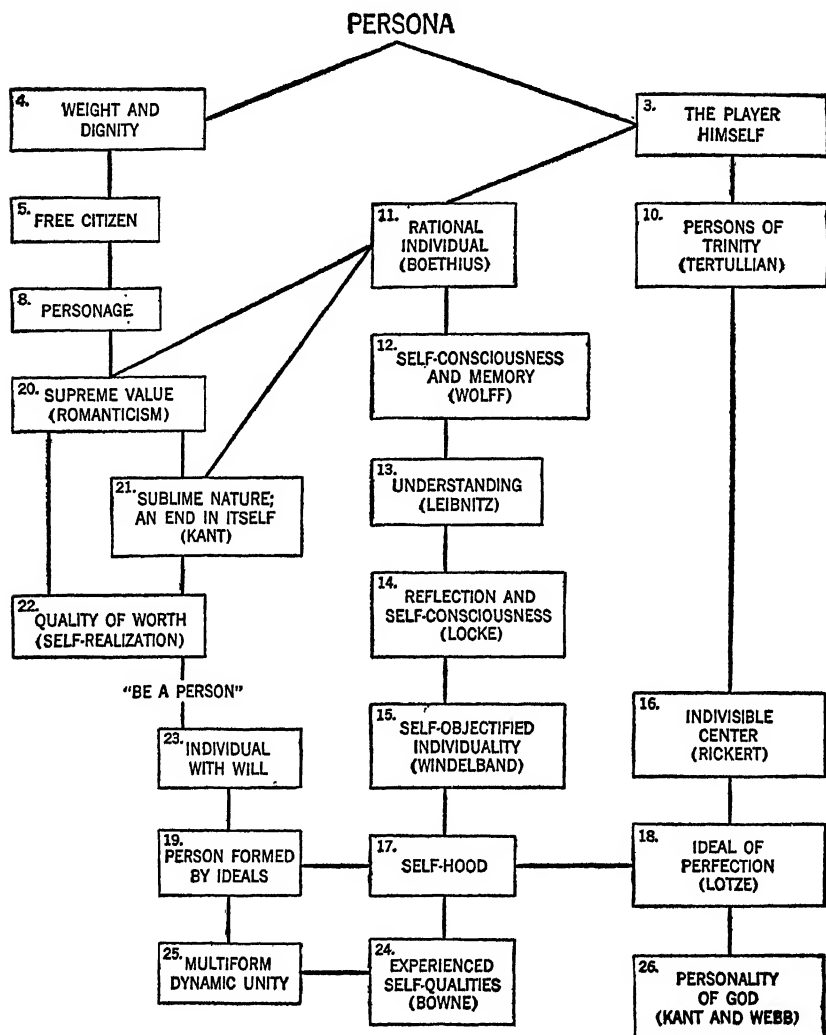 PERSONA
4. WEIGHT AND
DIGNITY
3. THE PLAYER
HIMSELF
5. FREE CITIZEN
11. RATIONAL
INDIVIDUAL
(BOETHIUS)
10. PERSONS OF
TRINITY
(TERTULLIAN)
8. PERSONAGE
12. SELF-CONSCIOUSNESS
AND MEMORY
(WOLFF)
20. SUPREME VALUE
(ROMANTICISM)
21. SUBLIME NATURE;
AN END IN ITSELF
(KANT)
13. UNDERSTANDING
(LEIBNITZ)
14. REFLECTION AND
SELF-CONSCIOUSNESS
(LOCKE)
22. QUALITY OF WORTH
(SELF-REALIZATION)
"BE A PERSON"
15. SELF-OBJECTIFIED
INDIVIDUALITY
(WINDELBAND)
16. INDIVISIBLE
CENTER
(RICKERT)
23. INDIVIDUAL
WITH WILL
19. PERSON FORMED
BY IDEALS
17. SELF-HOOD
18. IDEAL OF
PERFECTION
(LOTZE)
25. MULTIFORM
DYNAMIC UNITY
24. EXPERIENCED
SELF-QUALITIES
(BOWNE)
26. PERSONALITY
OF GOD
(KANT AND WEBB)